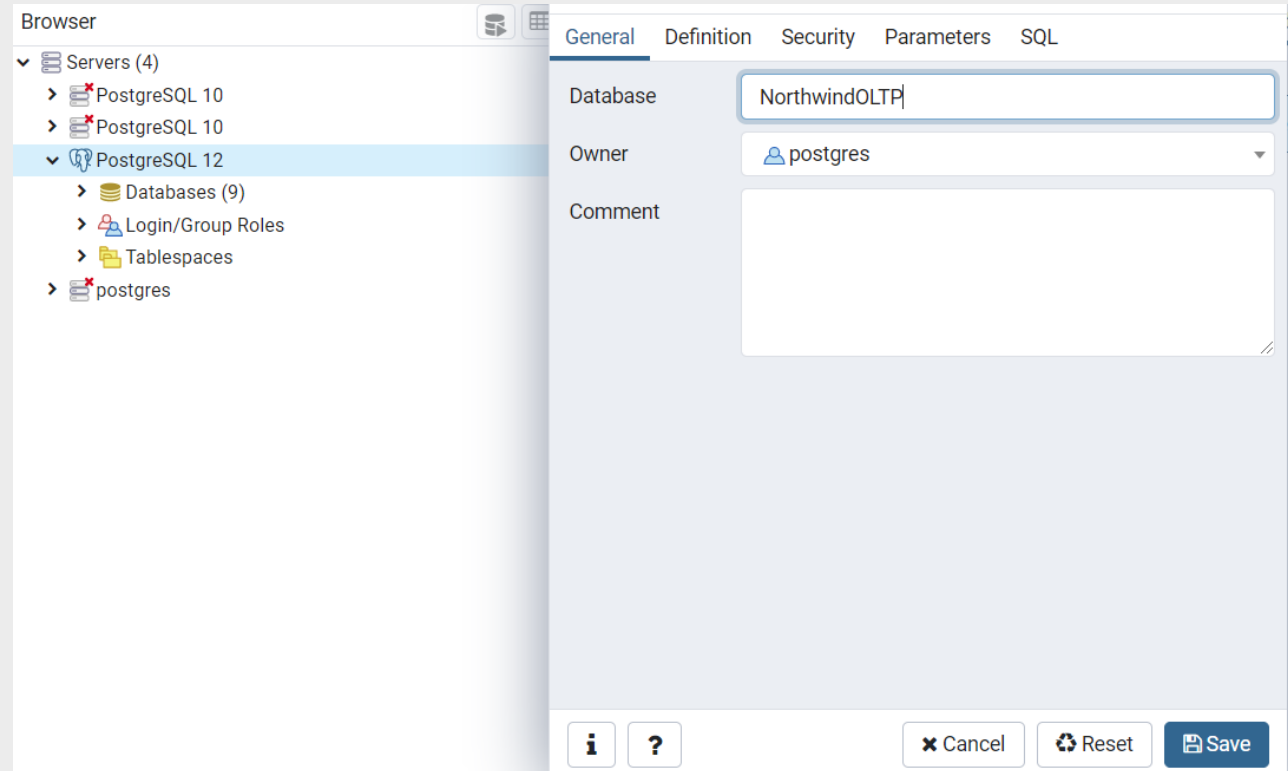 Browser
Servers (4)
PostgreSQL 10
PostgreSQL 10
PostgreSQL 12
Databases (9)
Login/Group Roles
Tablespaces
postgres
General Definition Security Parameters SQL
Database NorthwindOLTP
Owner postgres
Comment
i ? Cancel Reset Save